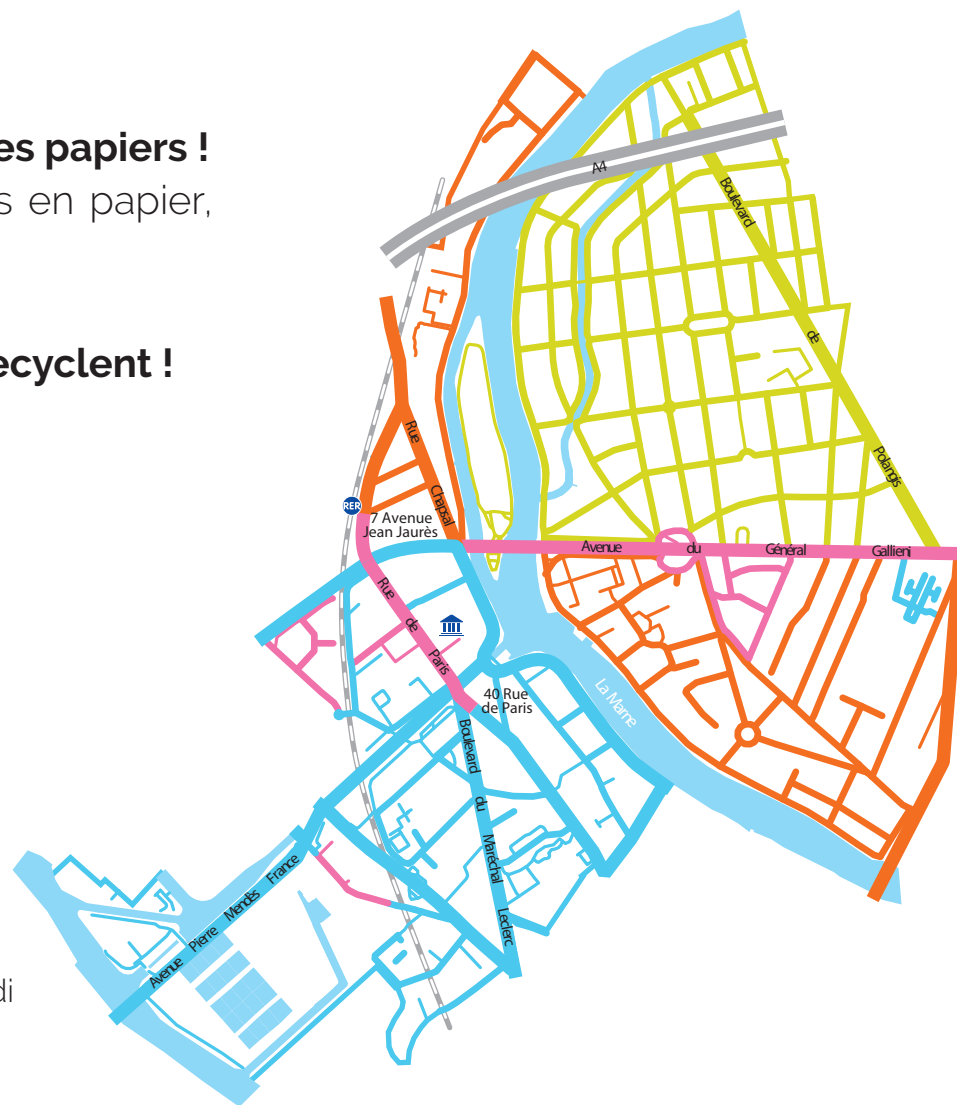 es papiers !
s en papier,
ecyclent !
di
A4
Boulevard
de
Polangis
Rue
Chapsal
RER
7 Avenue
Jean Jaurès
Avenue du Général Gallieni
Rue
de
Paris
La Marne
40 Rue
de Paris
Boulevard
du
Maréchal
Leclerc
Avenue Pierre Mendès France